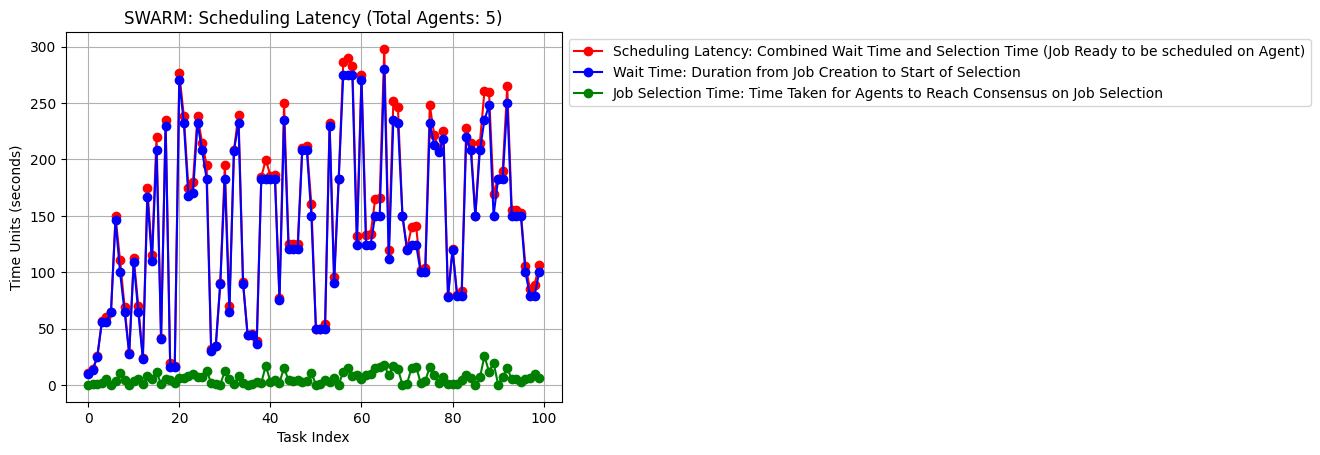 SWARM: Scheduling Latency (Total Agents: 5)
Scheduling Latency: Combined Wait Time and Selection Time (Job Ready to be scheduled on Agent)
Wait Time: Duration from Job Creation to Start of Selection
Job Selection Time: Time Taken for Agents to Reach Consensus on Job Selection
Time Units (seconds)
300
250
200
150
100
50
0
0 20 40 60 80 100
Task Index